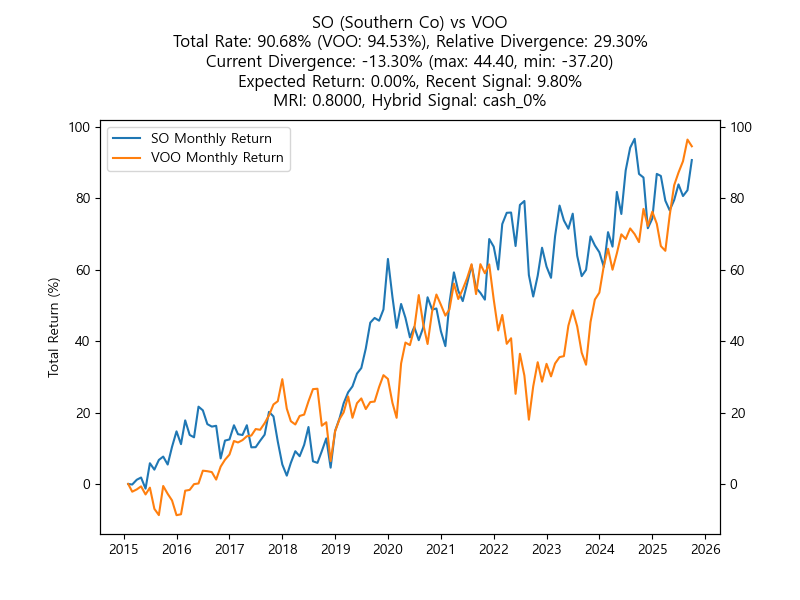 SO (Southern Co) vs VOO
Total Rate: 90.68% (VOO: 94.53%), Relative Divergence: 29.30%
Current Divergence: -13.30% (max: 44.40, min: -37.20)
Expected Return: 0.00%, Recent Signal: 9.80%
MRI: 0.8000, Hybrid Signal: cash_0%
SO Monthly Return
VOO Monthly Return
Total Return (%)
100
80
60
40
20
0
100
80
60
40
20
0
2015 2016 2017 2018 2019 2020 2021 2022 2023 2024 2025 2026